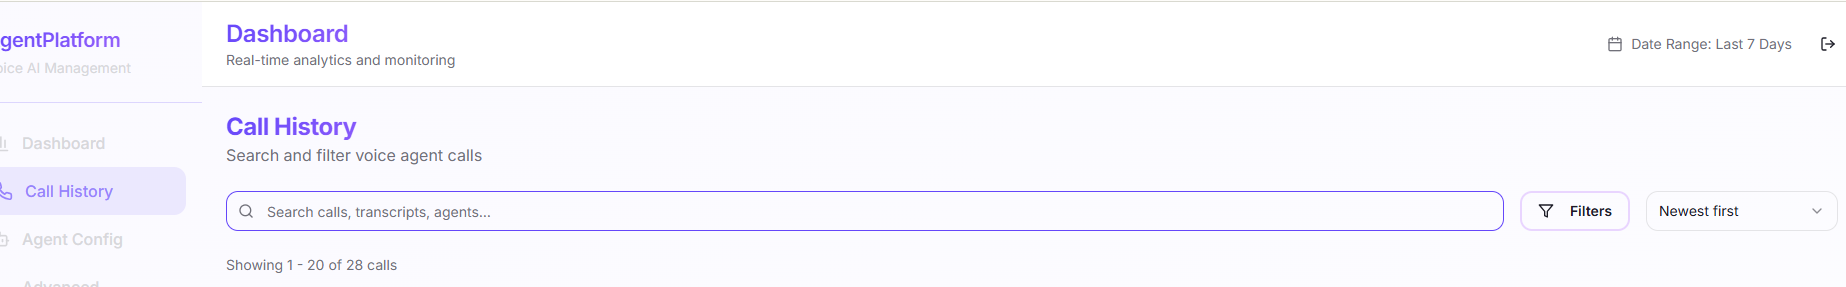 gentPlatform
oice AI Management
Dashboard
Call History
Agent Config
Advanced
Dashboard
Real-time analytics and monitoring
Date Range: Last 7 Days
Call History
Search and filter voice agent calls
Search calls, transcripts, agents...
Filters
Newest first
Showing 1 - 20 of 28 calls